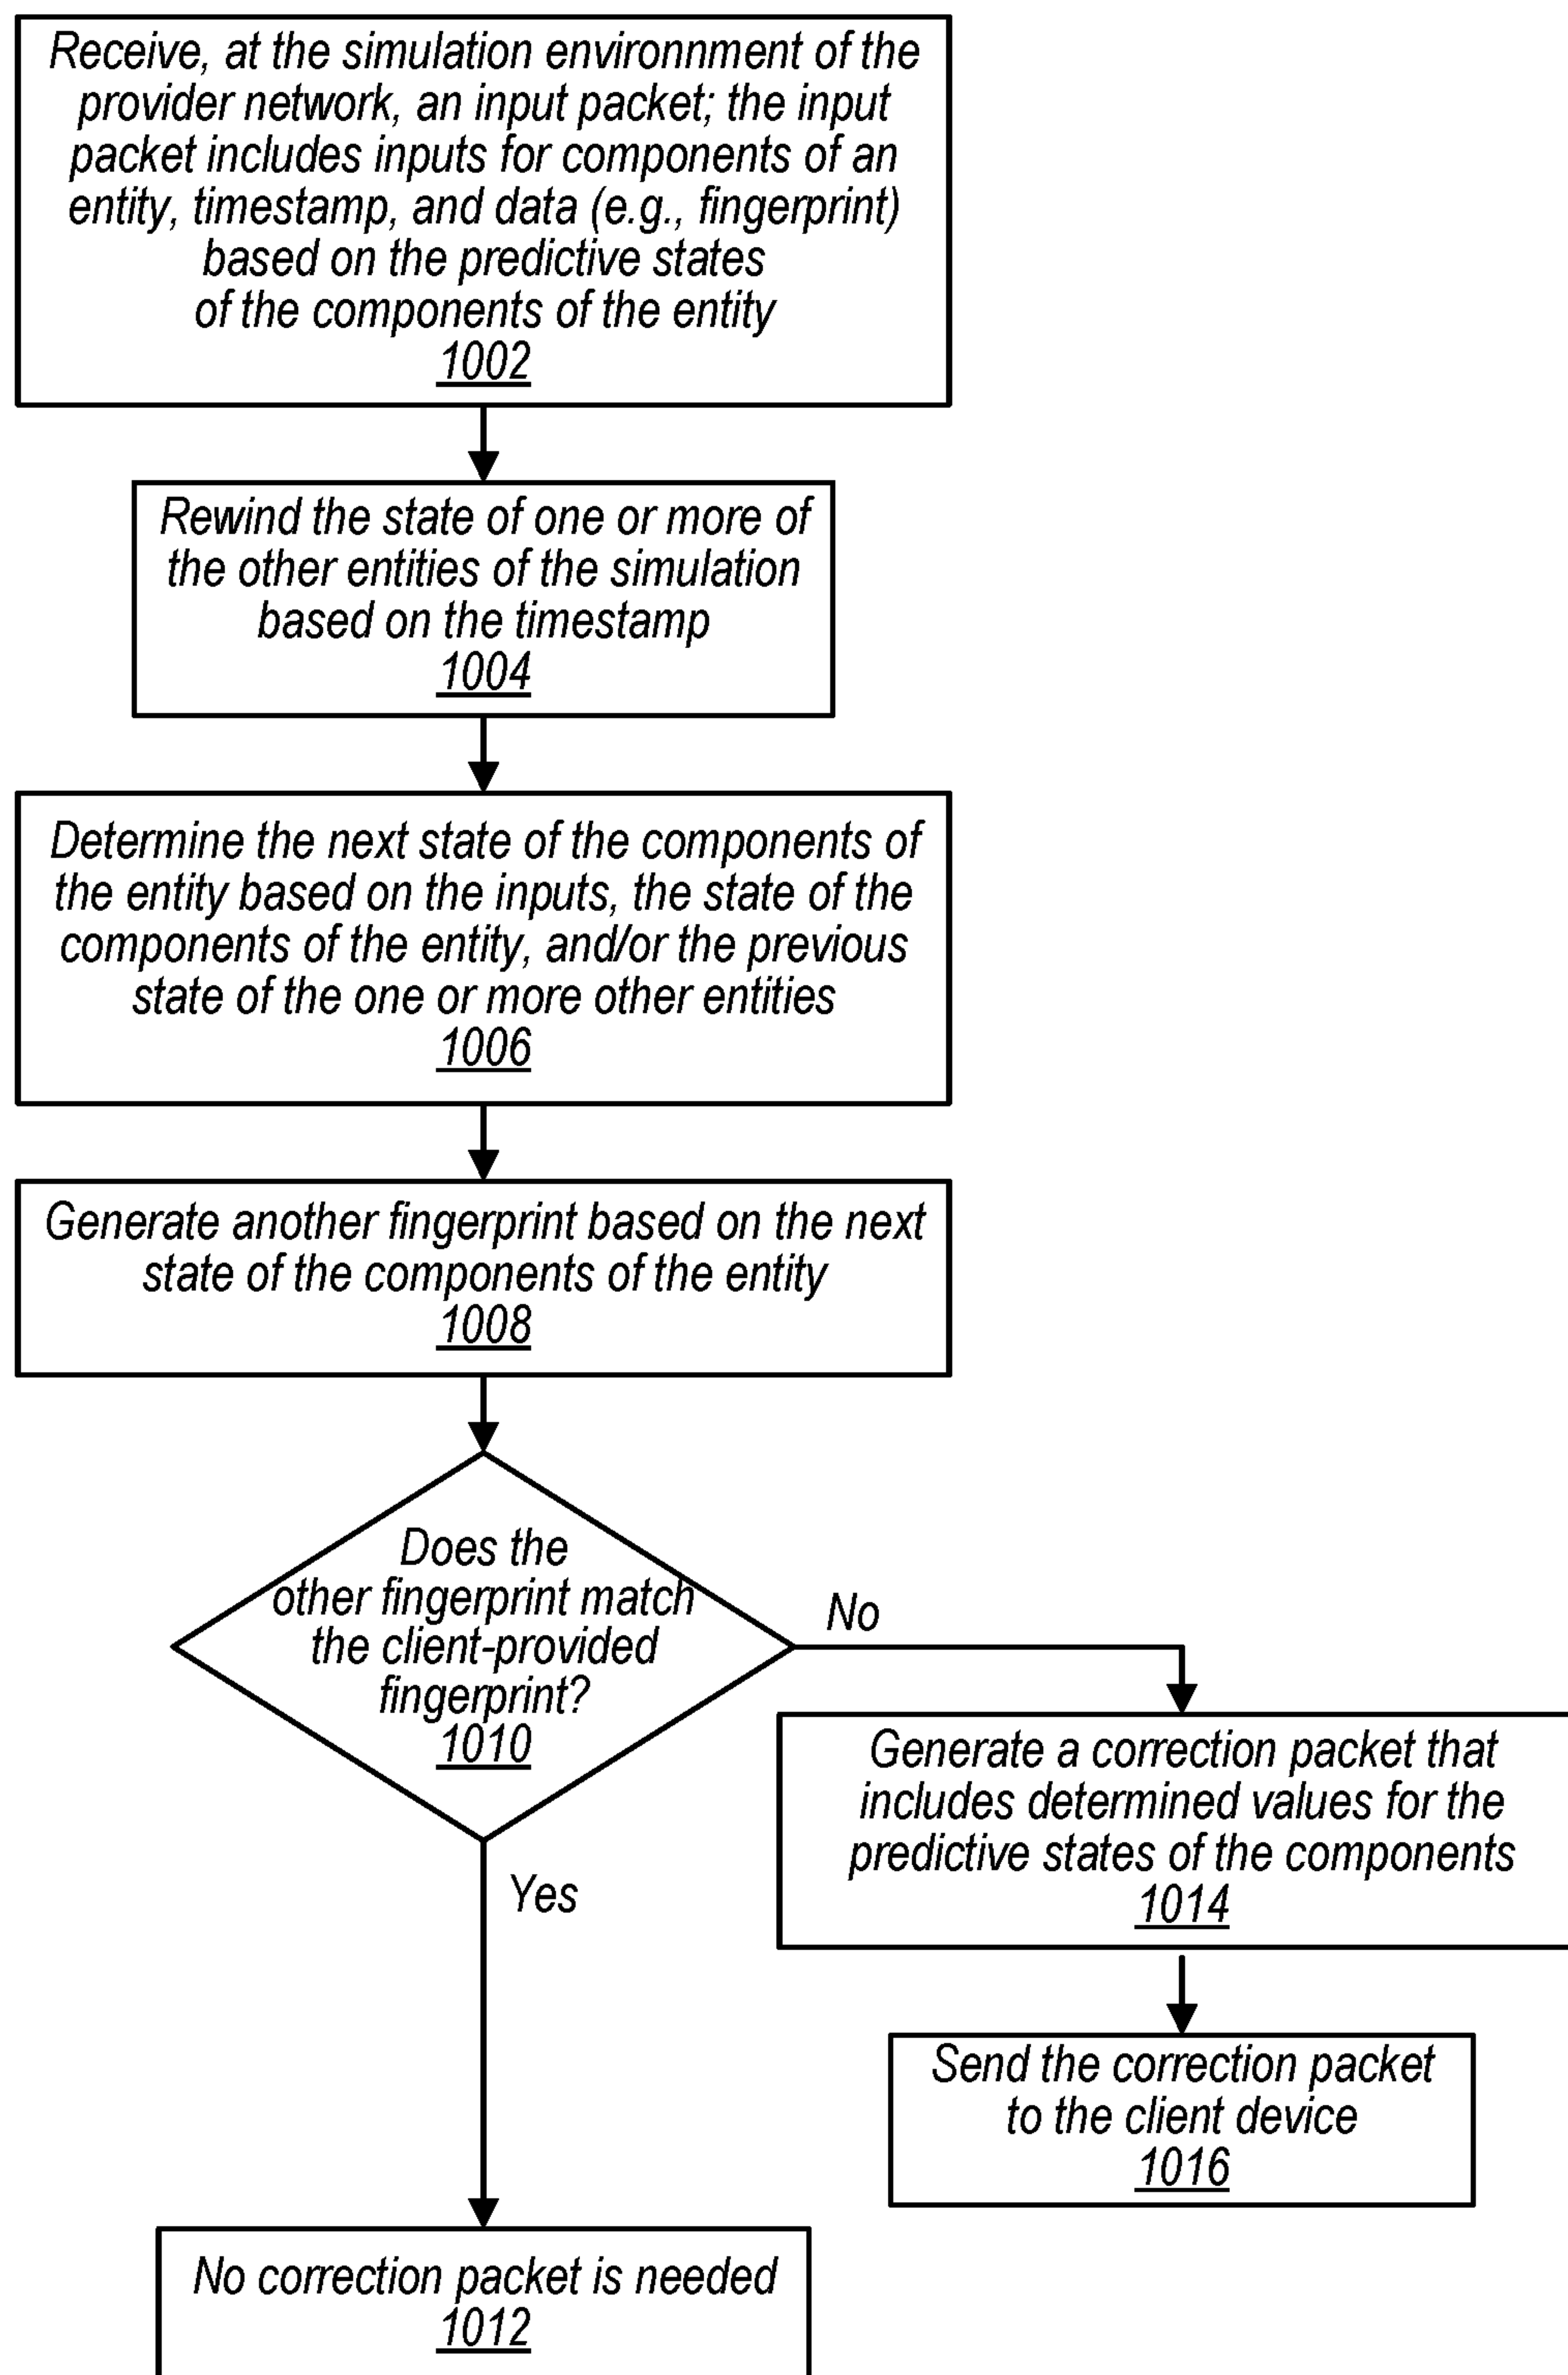 Receive, at the simulation environnment of the
provider network, an input packet; the input
packet includes inputs for components of an
entity, timestamp, and data (e.g., fingerprint)
based on the predictive states
of the components of the entity
1002
Rewind the state of one or more of
the other entities of the simulation
based on the timestamp
1004
Determine the next state of the components of
the entity based on the inputs, the state of the
components of the entity, and/or the previous
state of the one or more other entities
1006
Generate another fingerprint based on the next
state of the components of the entity
1008
Does the
other fingerprint match
the client-provided
fingerprint?
1010
No
Yes
Generate a correction packet that
includes determined values for the
predictive states of the components
1014
Send the correction packet
to the client device
1016
No correction packet is needed
1012